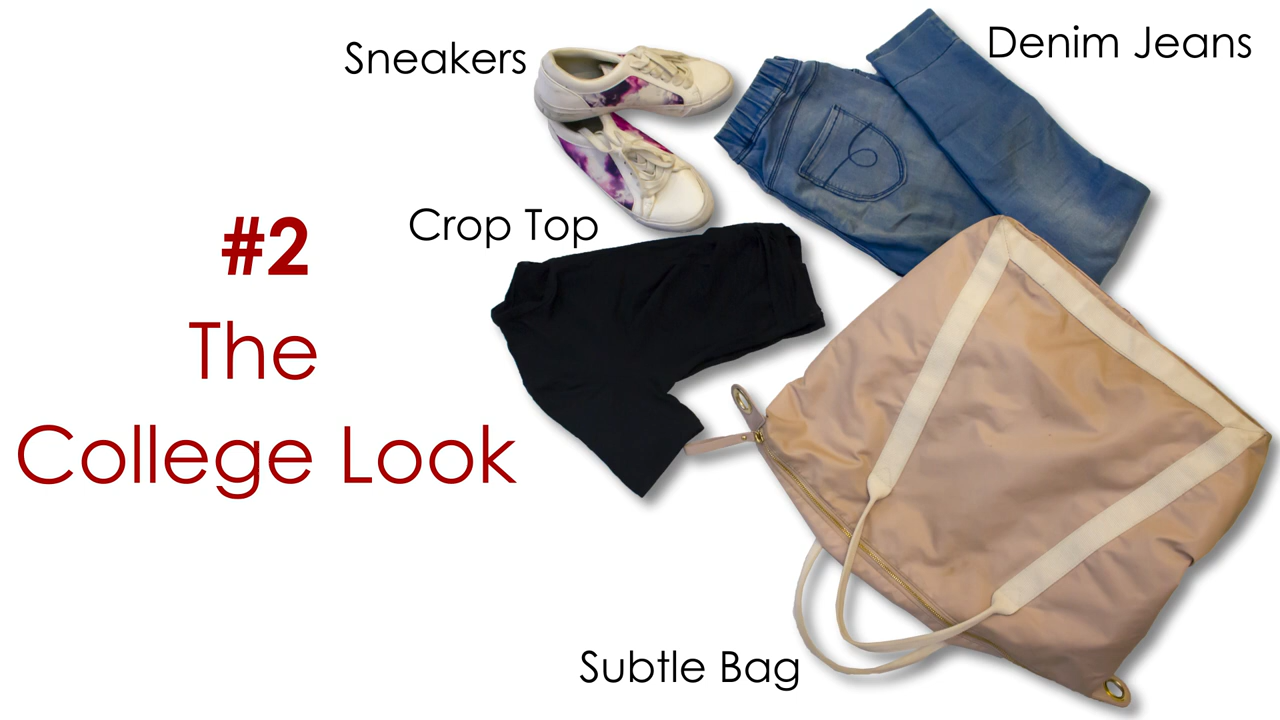 Sneakers
Denim Jeans
Crop Top
#2
The
College Look
Subtle Bag